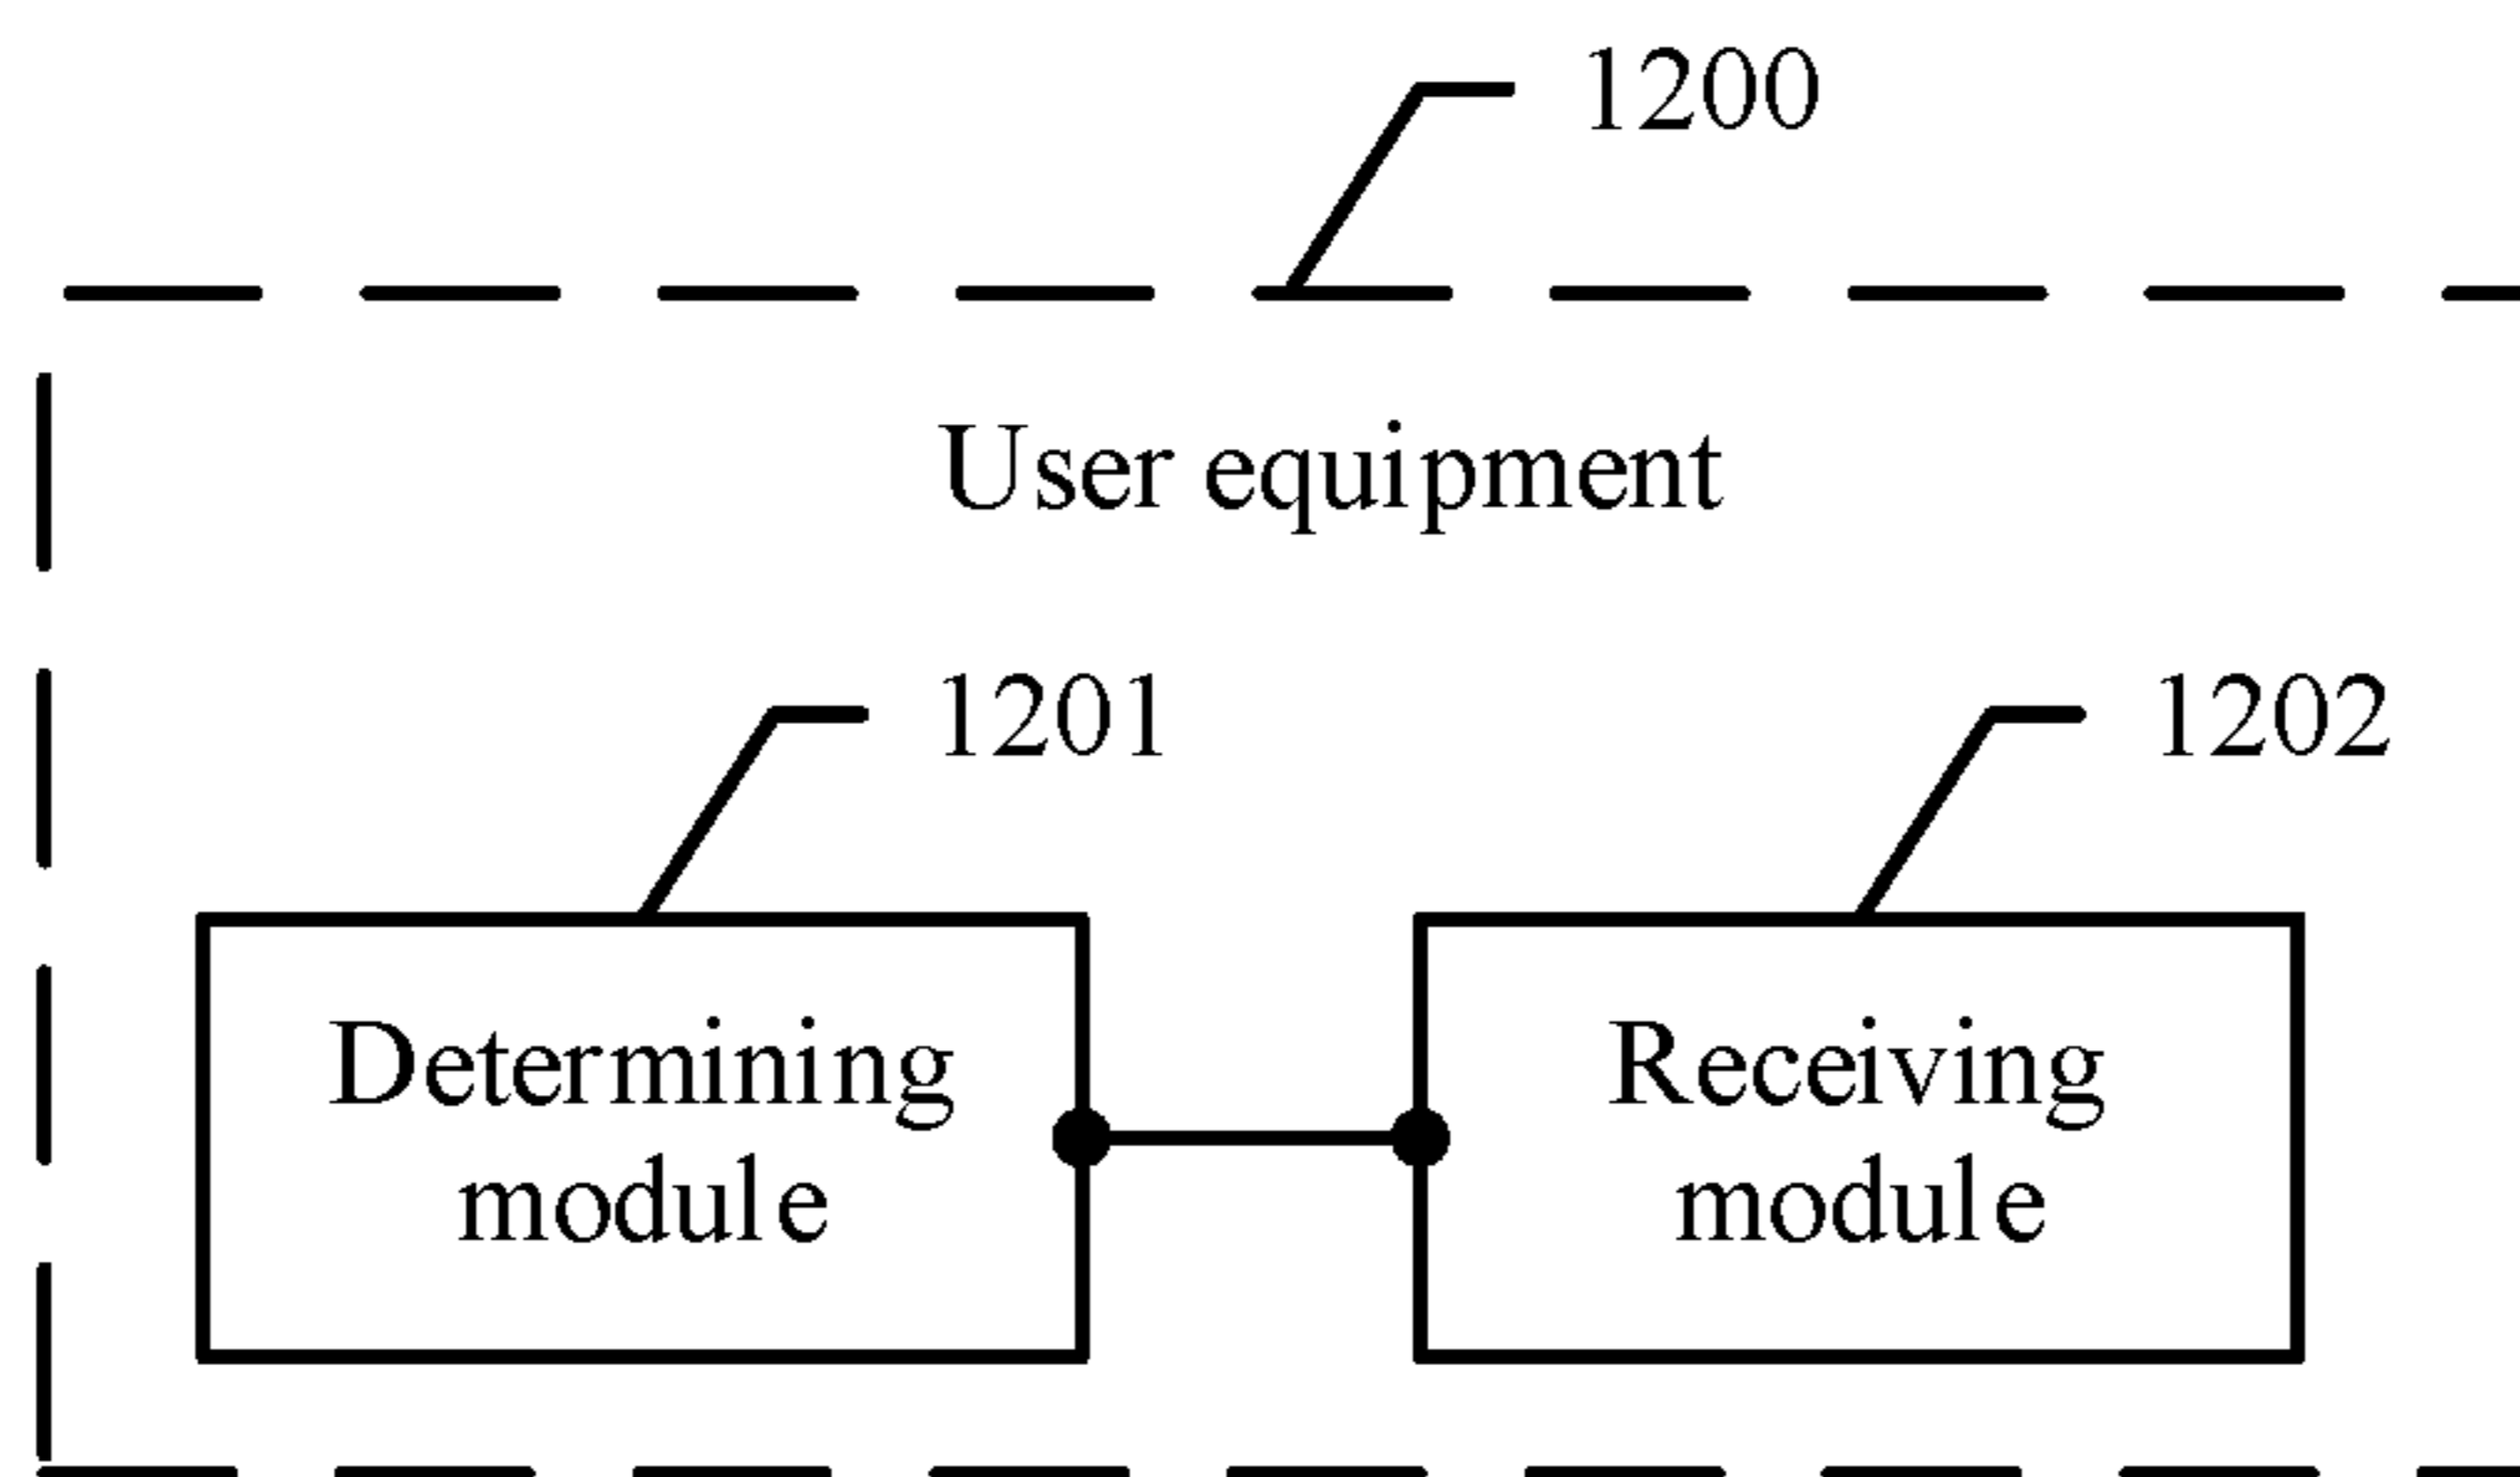 1200
User equipment
1201
1202
Determining
module
Receiving
module